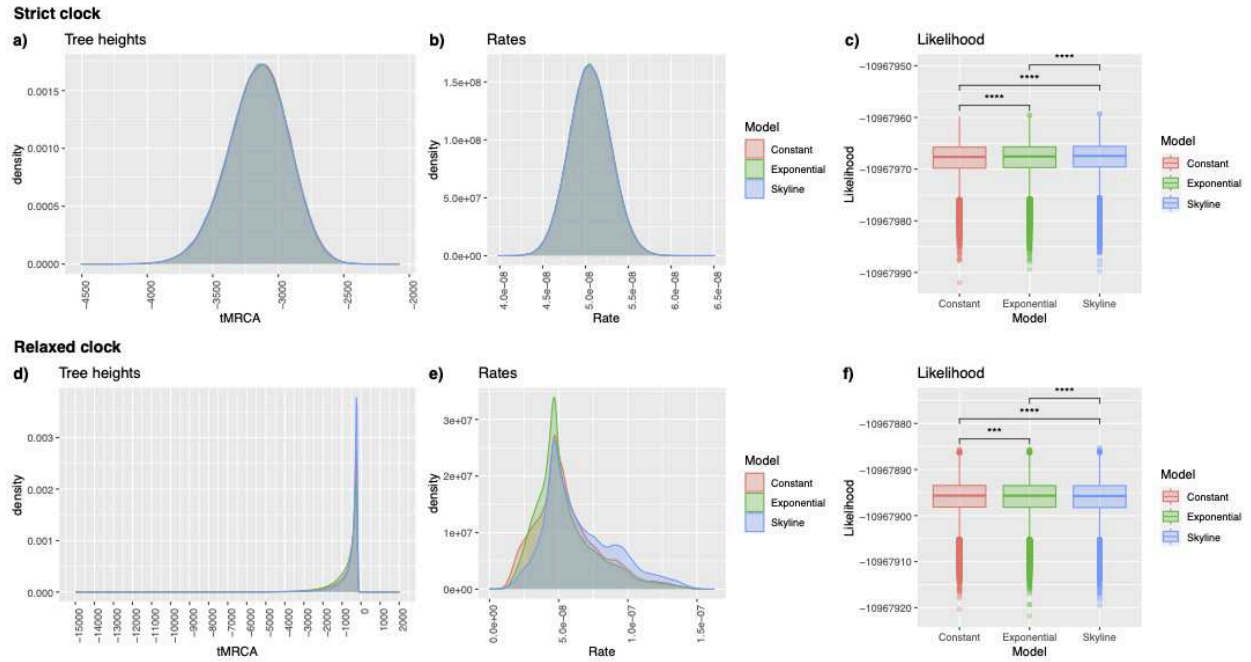 Strict clock
a) Tree heights
0.0015
0.0010
0.0005
0.0000
density
−4500 −4000 −3500 −3000 −2500 −2000
tMRCA
b) Rates
1.5e+08
1.0e+08
5.0e+07
0.0e+00
density
4.0e−08 4.5e−08 5.0e−08 5.5e−08 6.0e−08 6.5e−08
Rate
Model
Constant
Exponential
Skyline
c) Likelihood
−10967950
−10967960
−10967970
−10967980
−10967990
Likelihood
****
****
****
Constant Exponential Skyline
Model
Model
Constant
Exponential
Skyline
Relaxed clock
d) Tree heights
0.003
0.002
0.001
0.000
density
−15000 −14000 −13000 −12000 −11000 −10000 −9000 −8000 −7000 −6000 −5000 −4000 −3000 −2000 −1000 0 1000 2000
tMRCA
e) Rates
3e+07
2e+07
1e+07
0e+00
density
0.0e+00 5.0e−08 1.0e−07 1.5e−07
Rate
Model
Constant
Exponential
Skyline
f) Likelihood
−10967880
−10967890
−10967900
−10967910
−10967920
Likelihood
****
****
***
Constant Exponential Skyline
Model
Model
Constant
Exponential
Skyline